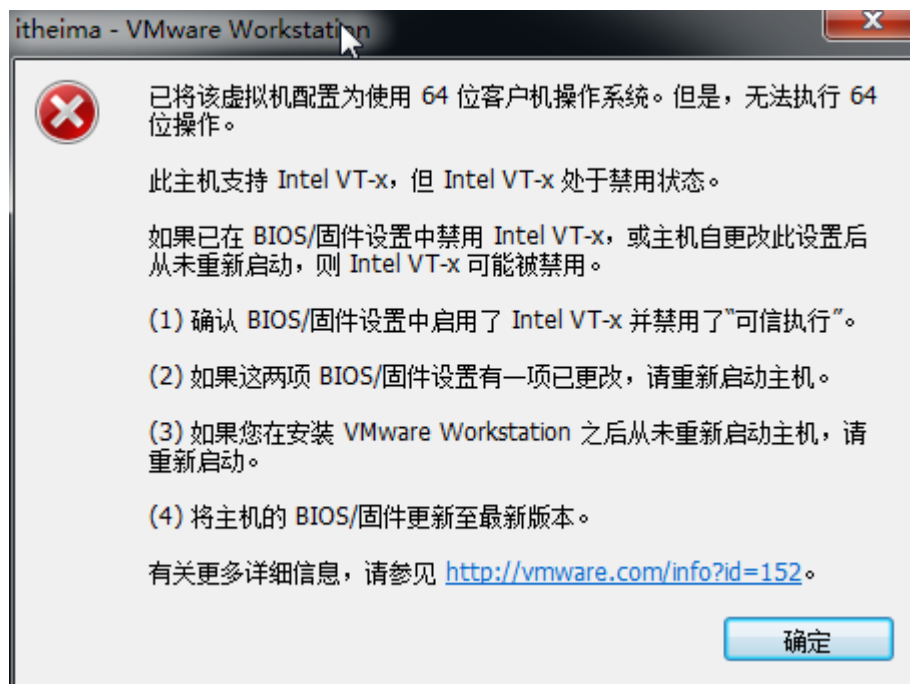 itheima - VMware Workstation
已将该虚拟机配置为使用 64 位客户机操作系统。但是，无法执行 64
位操作。
此主机支持 Intel VT-x，但 Intel VT-x 处于禁用状态。
如果已在 BIOS/固件设置中禁用 Intel VT-x，或主机自更改此设置后
从未重新启动，则 Intel VT-x 可能被禁用。
(1) 确认 BIOS/固件设置中启用了 Intel VT-x 并禁用了“可信执行”。
(2) 如果这两项 BIOS/固件设置有一项已更改，请重新启动主机。
(3) 如果您在安装 VMware Workstation 之后从未重新启动主机，请
重新启动。
(4) 将主机的 BIOS/固件更新至最新版本。
有关更多详细信息，请参见 http://vmware.com/info?id=152。
确定